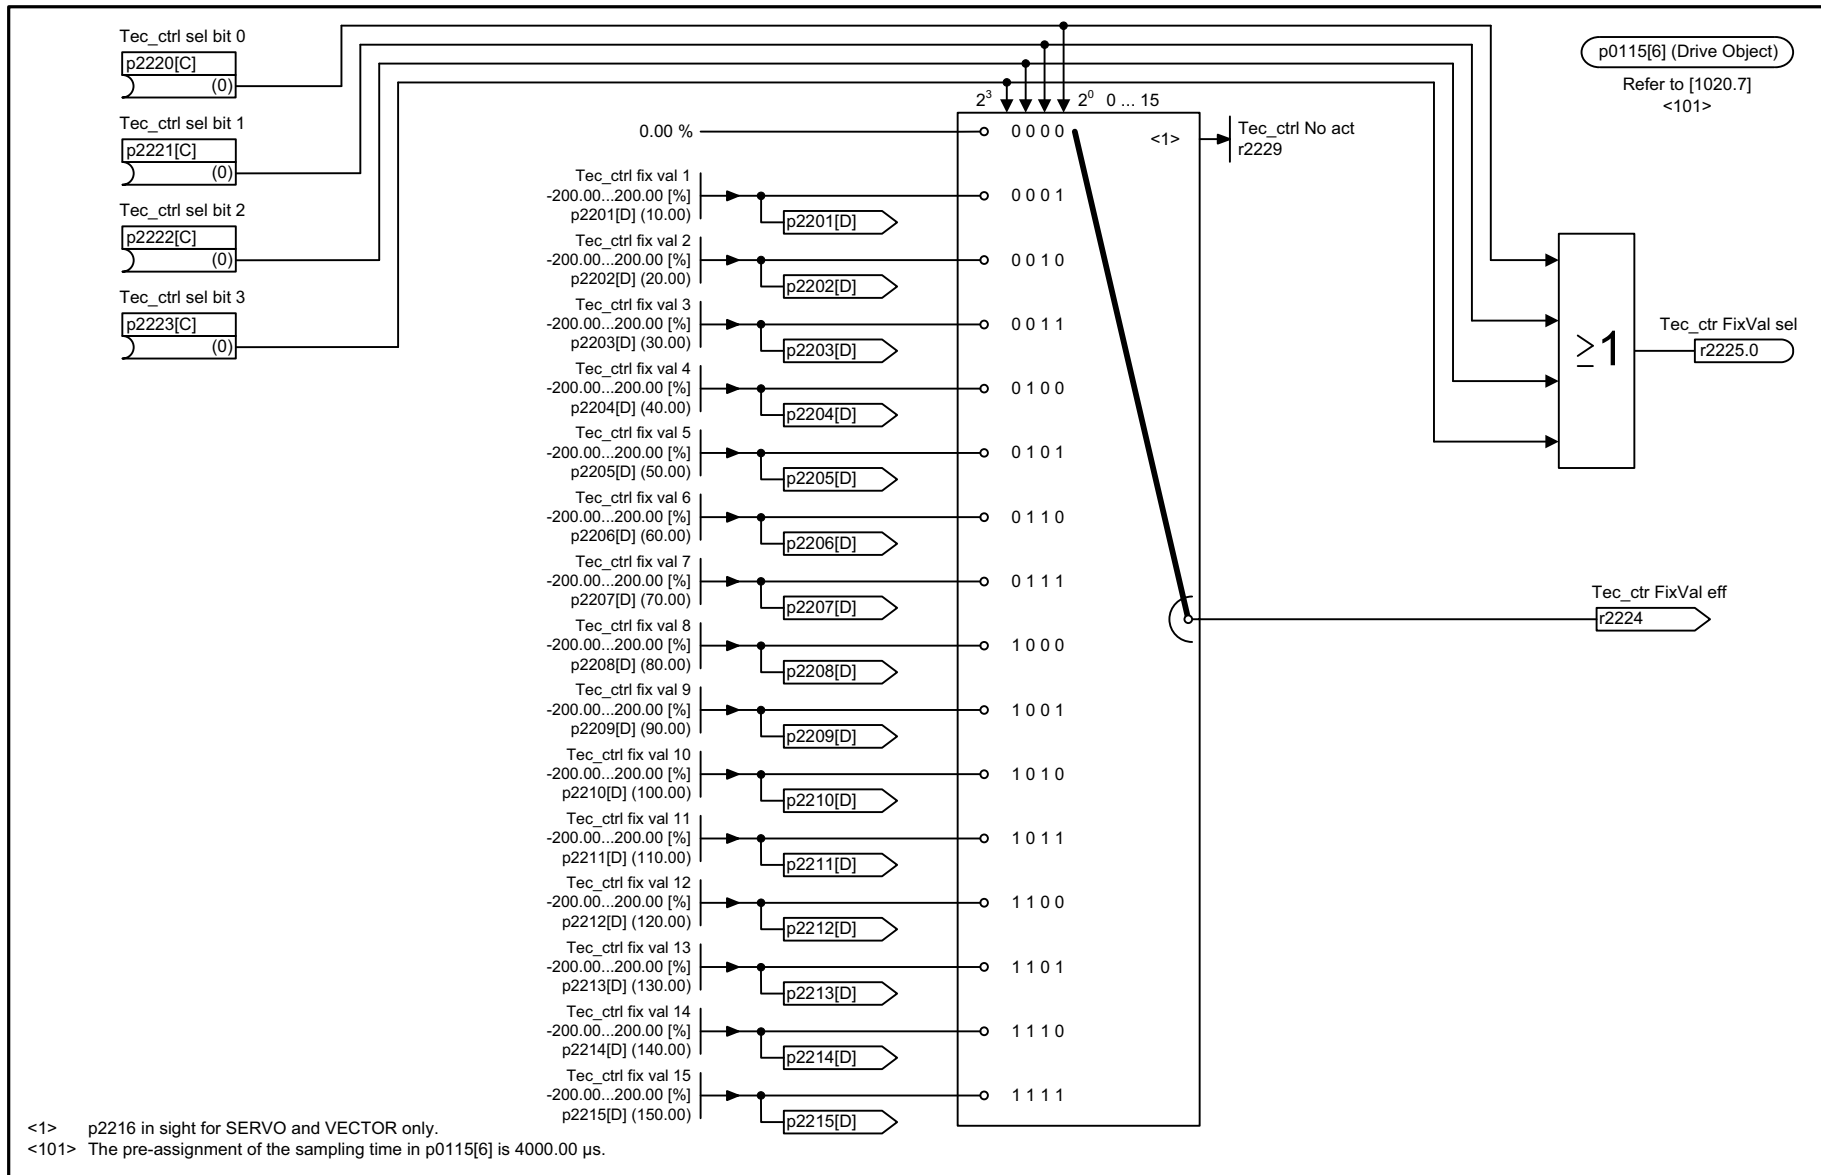 Tec_ctrl sel bit 0
p2220[C]
(0)
Tec_ctrl sel bit 1
p2221[C]
(0)
Tec_ctrl sel bit 2
p2222[C]
(0)
Tec_ctrl sel bit 3
p2223[C]
(0)
p0115[6] (Drive Object)
Refer to [1020.7]
<101>
2³ 2⁰ 0 ... 15
0.00 % 0 0 0 0
<1> Tec_ctrl No act
r2229
Tec_ctrl fix val 1
-200.00...200.00 [%] 0 0 0 1
p2201[D] (10.00) p2201[D]
Tec_ctrl fix val 2
-200.00...200.00 [%] 0 0 1 0
p2202[D] (20.00) p2202[D]
Tec_ctrl fix val 3
-200.00...200.00 [%] 0 0 1 1
p2203[D] (30.00) p2203[D]
Tec_ctrl fix val 4
-200.00...200.00 [%] 0 1 0 0
p2204[D] (40.00) p2204[D]
Tec_ctrl fix val 5
-200.00...200.00 [%] 0 1 0 1
p2205[D] (50.00) p2205[D]
Tec_ctrl fix val 6
-200.00...200.00 [%] 0 1 1 0
p2206[D] (60.00) p2206[D]
Tec_ctrl fix val 7
-200.00...200.00 [%] 0 1 1 1
p2207[D] (70.00) p2207[D]
Tec_ctrl fix val 8
-200.00...200.00 [%] 1 0 0 0
p2208[D] (80.00) p2208[D]
Tec_ctrl fix val 9
-200.00...200.00 [%] 1 0 0 1
p2209[D] (90.00) p2209[D]
Tec_ctrl fix val 10
-200.00...200.00 [%] 1 0 1 0
p2210[D] (100.00) p2210[D]
Tec_ctrl fix val 11
-200.00...200.00 [%] 1 0 1 1
p2211[D] (110.00) p2211[D]
Tec_ctrl fix val 12
-200.00...200.00 [%] 1 1 0 0
p2212[D] (120.00) p2212[D]
Tec_ctrl fix val 13
-200.00...200.00 [%] 1 1 0 1
p2213[D] (130.00) p2213[D]
Tec_ctrl fix val 14
-200.00...200.00 [%] 1 1 1 0
p2214[D] (140.00) p2214[D]
Tec_ctrl fix val 15
-200.00...200.00 [%] 1 1 1 1
p2215[D] (150.00) p2215[D]
≥1
Tec_ctr FixVal sel
r2225.0
Tec_ctr FixVal eff
r2224
<1> p2216 in sight for SERVO and VECTOR only.
<101> The pre-assignment of the sampling time in p0115[6] is 4000.00 µs.